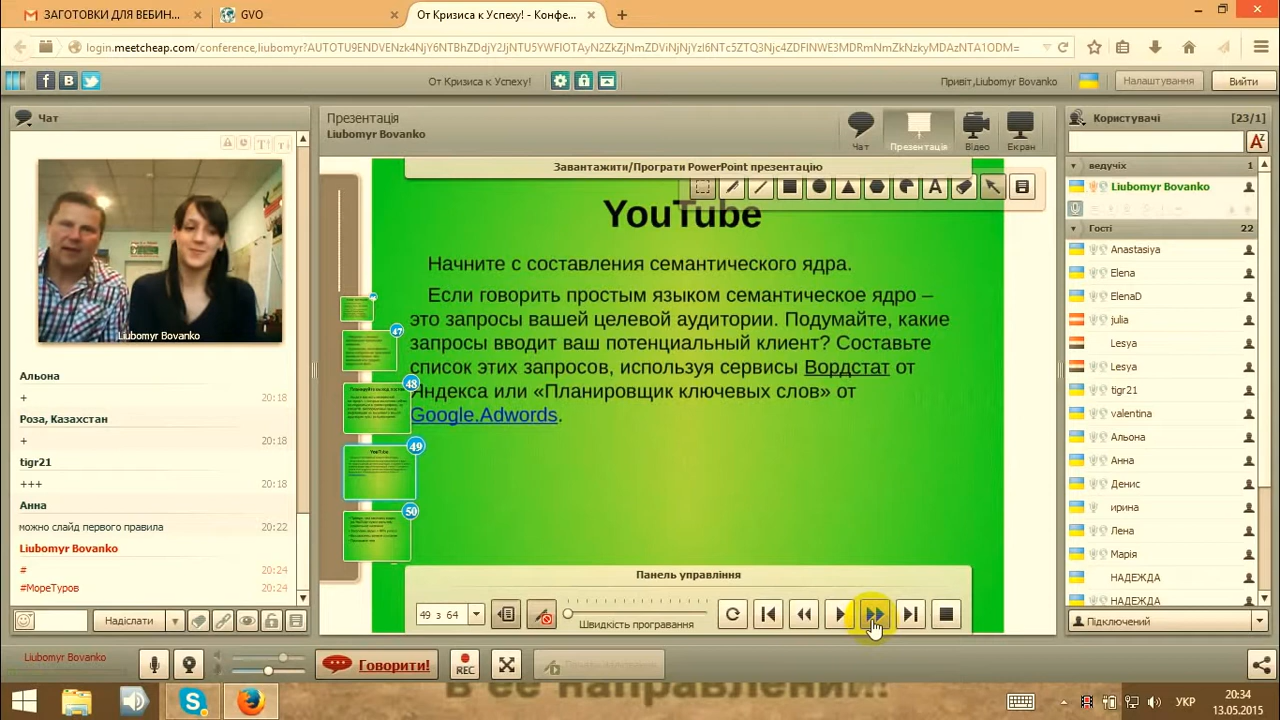 ЗАГОТОВКИ ДЛЯ ВЕБИН...
GVO
От Кризиса к Успеху! - Конфе...
login.meetcheap.com/conference,liubomyr?
От Кризиса к Успеху!
Привіт,Liubomyr Bovanko
Налаштування
Вийти
Чат
Liubomyr Bovanko
Альона
+
20:18
Роза, Казахстан
+
20:18
tigr21
+++
20:18
Анна
можно слайд первого правила
20:22
Liubomyr Bovanko
#
20:24
#МореТуров
20:24
Надіслати
Презентація
Liubomyr Bovanko
Чат
Презентація
Відео
Екран
Завантажити/Програти PowerPoint презентацію
YouTube
Начните с составления семантического ядра.
Если говорить простым языком семантическое ядро –
это запросы вашей целевой аудитории. Подумайте, какие
запросы вводит ваш потенциальный клиент? Составьте
список этих запросов, используя сервисы Вордстат от
Яндекса или «Планировщик ключевых слов» от
Google.Adwords.
47
48
49
50
Панель управління
49 з 64
Швидкість програвання
Користувачі
[23/1]
ведучіх
1
Liubomyr Bovanko
Гості
22
Anastasiya
Elena
ElenaD
julia
Lesya
Lesya
tigr21
valentina
Альона
Анна
Денис
ирина
Лена
Марія
НАДЕЖДА
НАДЕЖДА
Підключений
Liubomyr Bovanko
Говорити!
REC
в ее направлении!
УКР
20:34
13.05.2015